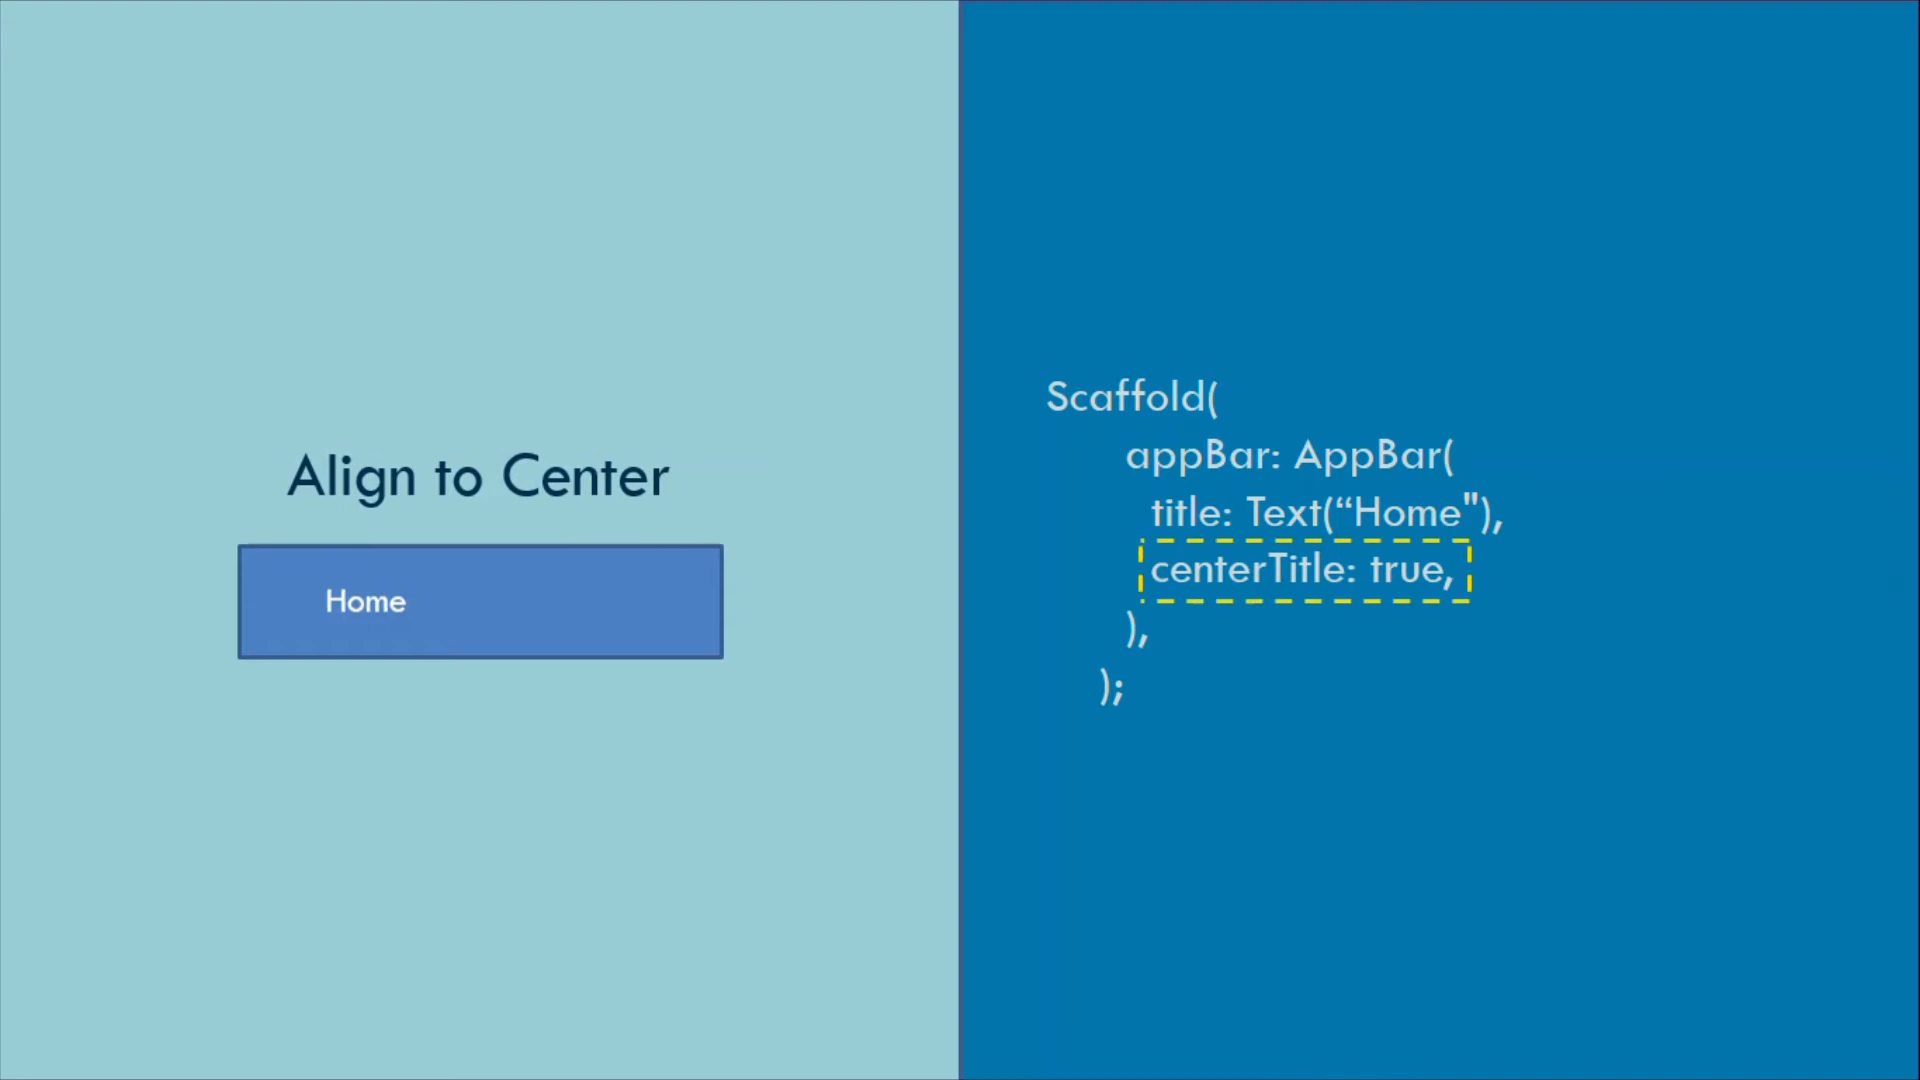 Align to Center
Home
Scaffold(
appBar: AppBar(
title: Text(“Home"),
centerTitle: true,
),
);